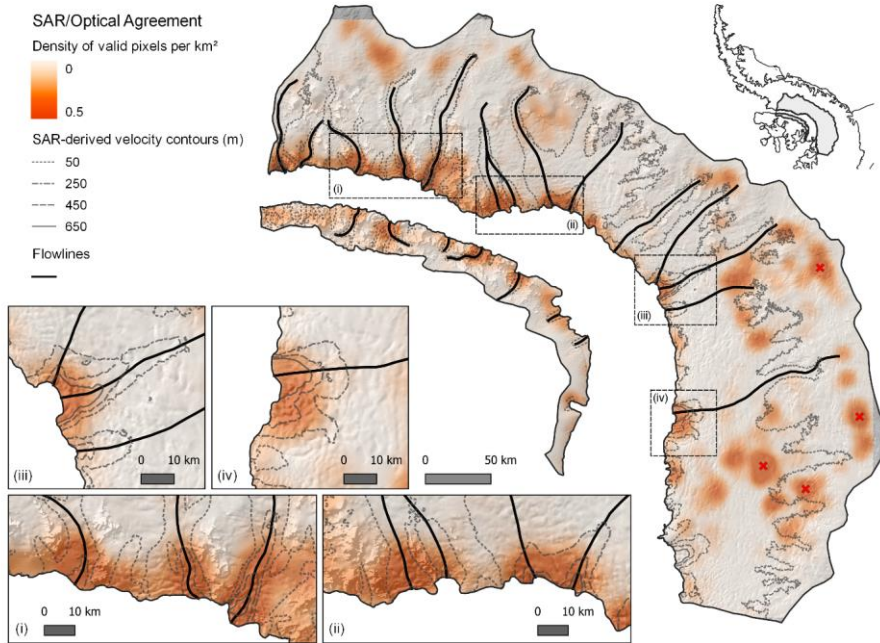 SAR/Optical Agreement
Density of valid pixels per km²
0
0.5
SAR-derived velocity contours (m)
50
250
450
650
Flowlines
(i)
(ii)
(iii)
(iv)
(iii)
0 10 km
(iv)
0 10 km
0 50 km
0 10 km
(i)
0 10 km
(ii)